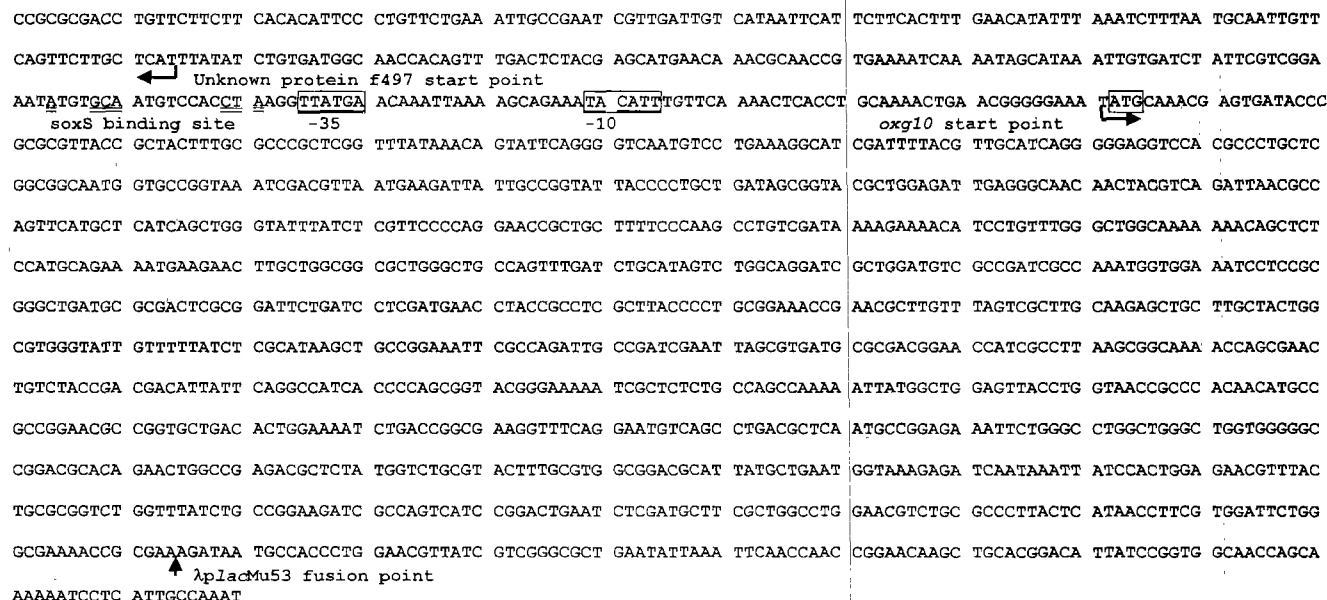 CCGCGCGACC TGTTCTTCTT CACACATTCC CTGTTCTGAA ATTGCCGAAT CGTTGATTGT CATAATTCAT TCTTCACTTT GAACATATTT AAATCTTTAA TGCAATTGTT
CAGTTCTTGC TCATTTATAT CTGTGATGGC AACCACAGTT TGACTCTACG AGCATGAACA AACGCAACCG TGAAAATCAA AATAGCATAA ATTGTGATCT ATTCGTCGGA
Unknown protein f497 start point
AATATGTGGCA ATGTCCACCT AAGGTTATGA ACAAATTAAA AGCAGAAATA CATTTGTTCA AAACTCACCT GCAAAACTGA ACGGGGGAAA TATGCAAACG AGTGATACCC
soxS binding site -35 -10 oxg10 start point
GCGCGTTACC GCTACTTTGC GCCCGCTCGG TTTATAAACA GTATTCAGGG GTCAATGTCC TGAAAGGCAT CGATTTTACG TTGCATCAGG GGGAGGTCCA CGCCCTGCTC
GGCGGCAATG GTGCCGGTAA ATCGACGTTA ATGAAGATTA TTGCCGGTAT TACCCCTGCT GATAGCGGTA CGCTGGAGAT TGAGGGCAAC AACTACGTCA GATTAACGCC
AGTTCATGCT CATCAGCTGG GTATTTATCT CGTTCCCCAG GAACCGCTGC TTTTCCCAAG CCTGTCGATA AAAGAAAACA TCCTGTTTGG GCTGGCAAAA AAACAGCTCT
CCATGCAGAA AATGAAGAAC TTGCTGGCGG CGCTGGGCTG CCAGTTTGAT CTGCATAGTC TGGCAGGATC GCTGGATGTC GCCGATCGCC AAATGGTGGA AATCCTCCGC
GGGCTGATGC GCGACTCGCG GATTCTGATC CTCGATGAAC CTACCGCCTC GCTTACCCCT GCGGAAACCG AACGCTTGTT TAGTCGCTTG CAAGAGCTGC TTGCTACTGG
CGTGGGTATT GTTTTTATCT CGCATAAGCT GCCGGAAATT CGCCAGATTG CCGATCGAAT TAGCGTGATG CGCGACGGAA CCATCGCCTT AAGCGGCAAA ACCAGCGAAC
TGTCTACCGA CGACATTATT CAGGCCATCA CCCCAGCGGT ACGGGAAAAA TCGCTCTCTG CCAGCCAAAA ATTATGGCTG GAGTTACCTG GTAACCGCCC ACAACATGCC
GCCGGAACGC CGGTGCTGAC ACTGGAAAAT CTGACCGGCG AAGGTTTCAG GAATGTCAGC CTGACGCTCA ATGCCGGAGA AATTCTGGGC CTGGCTGGGC TGGTGGGGGC
CGGACGCACA GAACTGGCCG AGACGCTCTA TGGTCTGCGT ACTTTGCGTG GCGGACGCAT TATGCTGAAT GGTAAAGAGA TCAATAAATT ATCCACTGGA GAACGTTTAC
TGCGCGGTCT GGTTTATCTG CCGGAAGATC GCCAGTCATC CGGACTGAAT CTCGATGCTT CGCTGGCCTG GAACGTCTGC GCCCTTACTC ATAACCTTCG TGGATTCTGG
GCGAAAACCG CGAAAGATAA TGCCACCCTG GAACGTTATC GTCGGGCGCT GAATATTAAA TTCAACCAAC CGGAACAAGC TGCACGGACA TTATCCGGTG GCAACCAGCA
λplacMu53 fusion point
AAAAATCCTC ATTGCCAAAT